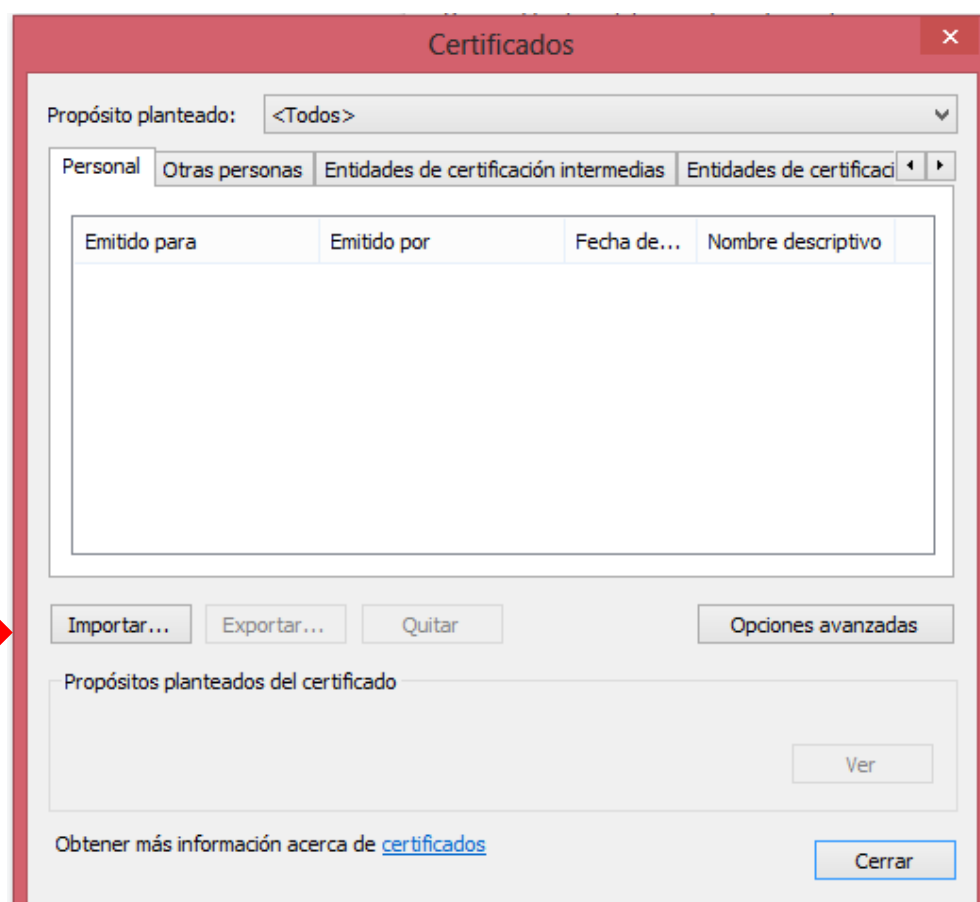 Certificados
Propósito planteado: <Todos>
Personal Otras personas Entidades de certificación intermedias Entidades de certificaci
Emitido para Emitido por Fecha de... Nombre descriptivo
Importar... Exportar... Quitar Opciones avanzadas
Propósitos planteados del certificado
Ver
Obtener más información acerca de certificados
Cerrar